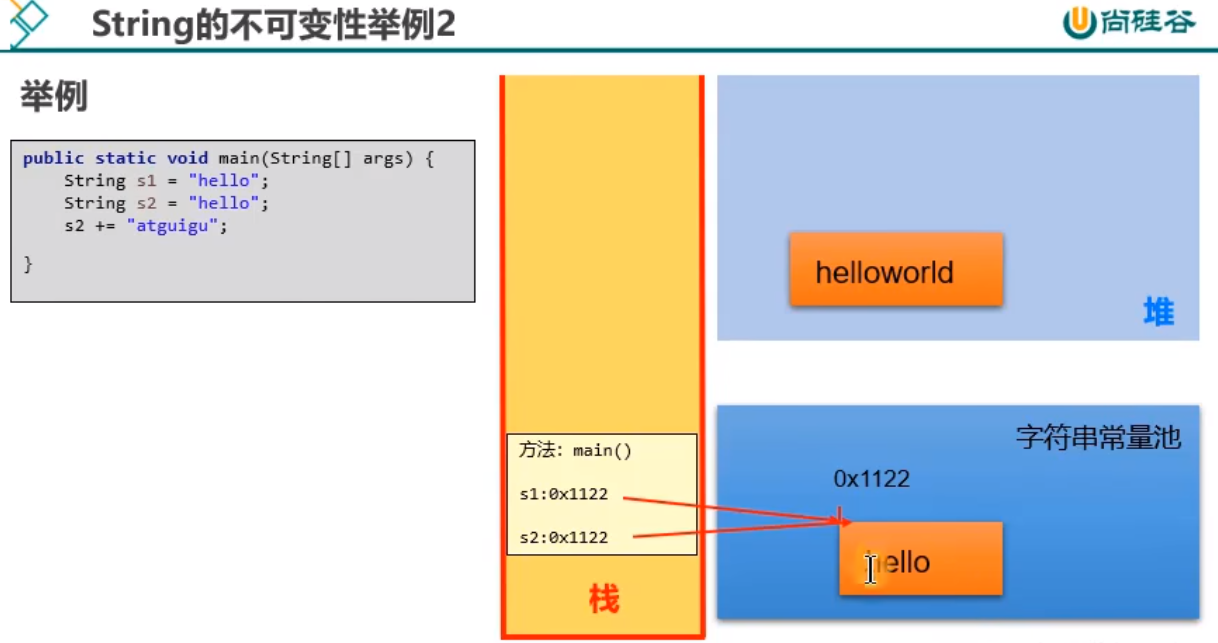 String的不可变性举例2
尚硅谷
举例
public static void main(String[] args) {
String s1 = "hello";
String s2 = "hello";
s2 += "atguigu";
}
helloworld
堆
字符串常量池
0x1122
hello
方法: main()
s1:0x1122
s2:0x1122
栈